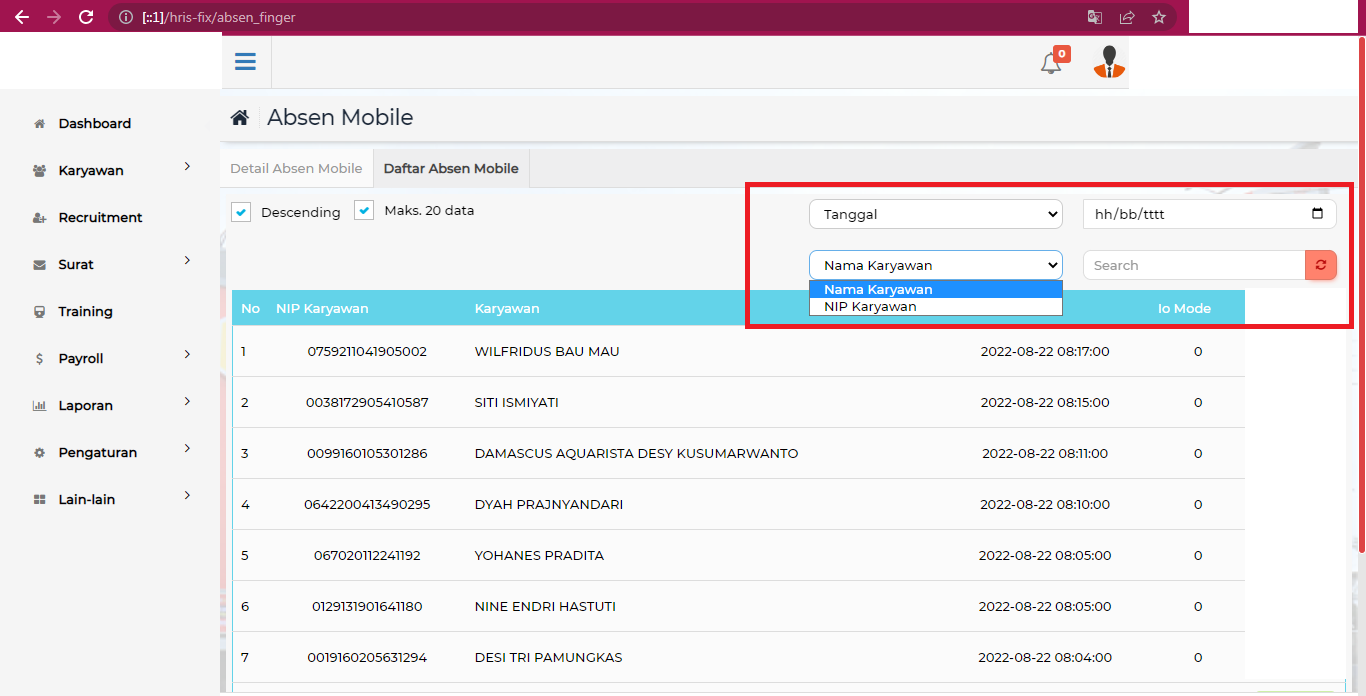 [::1]/hris-fix/absen_finger
0
Absen Mobile
Dashboard
Karyawan
Recruitment
Surat
Training
Payroll
Laporan
Pengaturan
Lain-lain
Detail Absen Mobile
Daftar Absen Mobile
Descending
Maks. 20 data
Tanggal
hh/bb/tttt
Nama Karyawan
Search
Nama Karyawan
NIP Karyawan
No NIP Karyawan Karyawan Io Mode
1 0759211041905002 WILFRIDUS BAU MAU 2022-08-22 08:17:00 0
2 0038172905410587 SITI ISMIYATI 2022-08-22 08:15:00 0
3 0099160105301286 DAMASCUS AQUARISTA DESY KUSUMARWANTO 2022-08-22 08:11:00 0
4 0642200413490295 DYAH PRAJNYANDARI 2022-08-22 08:10:00 0
5 067020112241192 YOHANES PRADITA 2022-08-22 08:05:00 0
6 0129131901641180 NINE ENDRI HASTUTI 2022-08-22 08:05:00 0
7 0019160205631294 DESI TRI PAMUNGKAS 2022-08-22 08:04:00 0